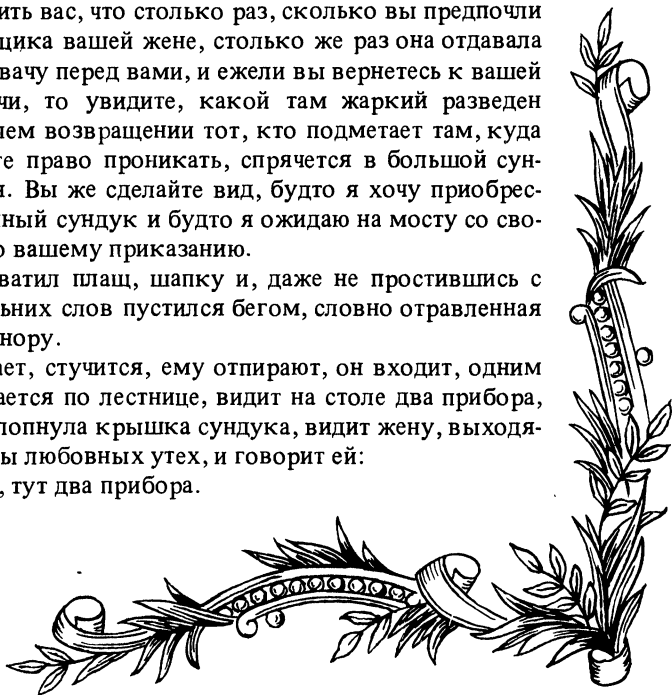 ить вас, что столько раз, сколько вы предпочли
щика вашей жене, столько же раз она отдавала
вачу перед вами, и ежели вы вернетесь к вашей
чи, то увидите, какой там жаркий разведен
ем возвращении тот, кто подметает там, куда
те право проникать, спрячется в большой сун-
я. Вы же сделайте вид, будто я хочу приобрес-
ный сундук и будто я ожидаю на мосту со сво-
о вашему приказанию.
ватил плащ, шапку и, даже не простившись с
ьних слов пустился бегом, словно отравленная
нору.
ает, стучится, ему отпирают, он входит, одним
ается по лестнице, видит на столе два прибора,
лопнула крышка сундука, видит жену, выходя-
ы любовных утех, и говорит ей:
, тут два прибора.